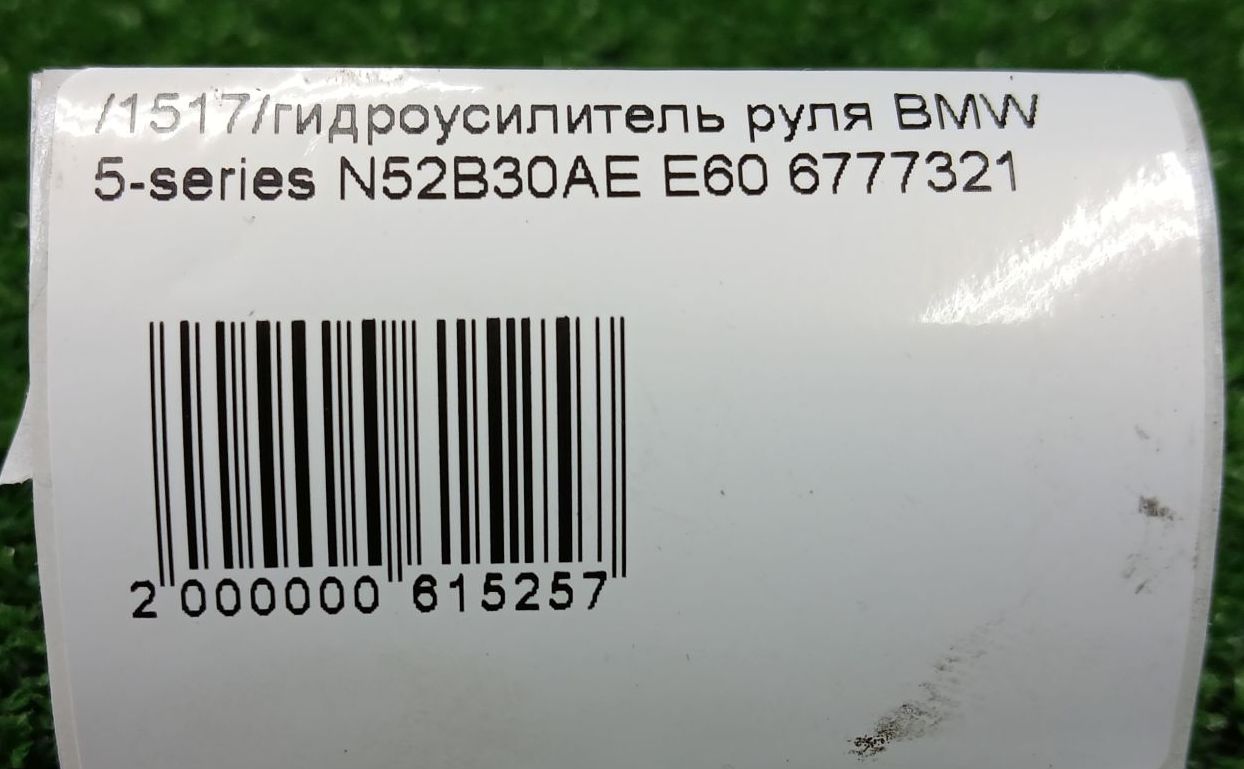 /1517/гидроусилитель руля BMW
5-series N52B30AE E60 6777321
2 000000 615257